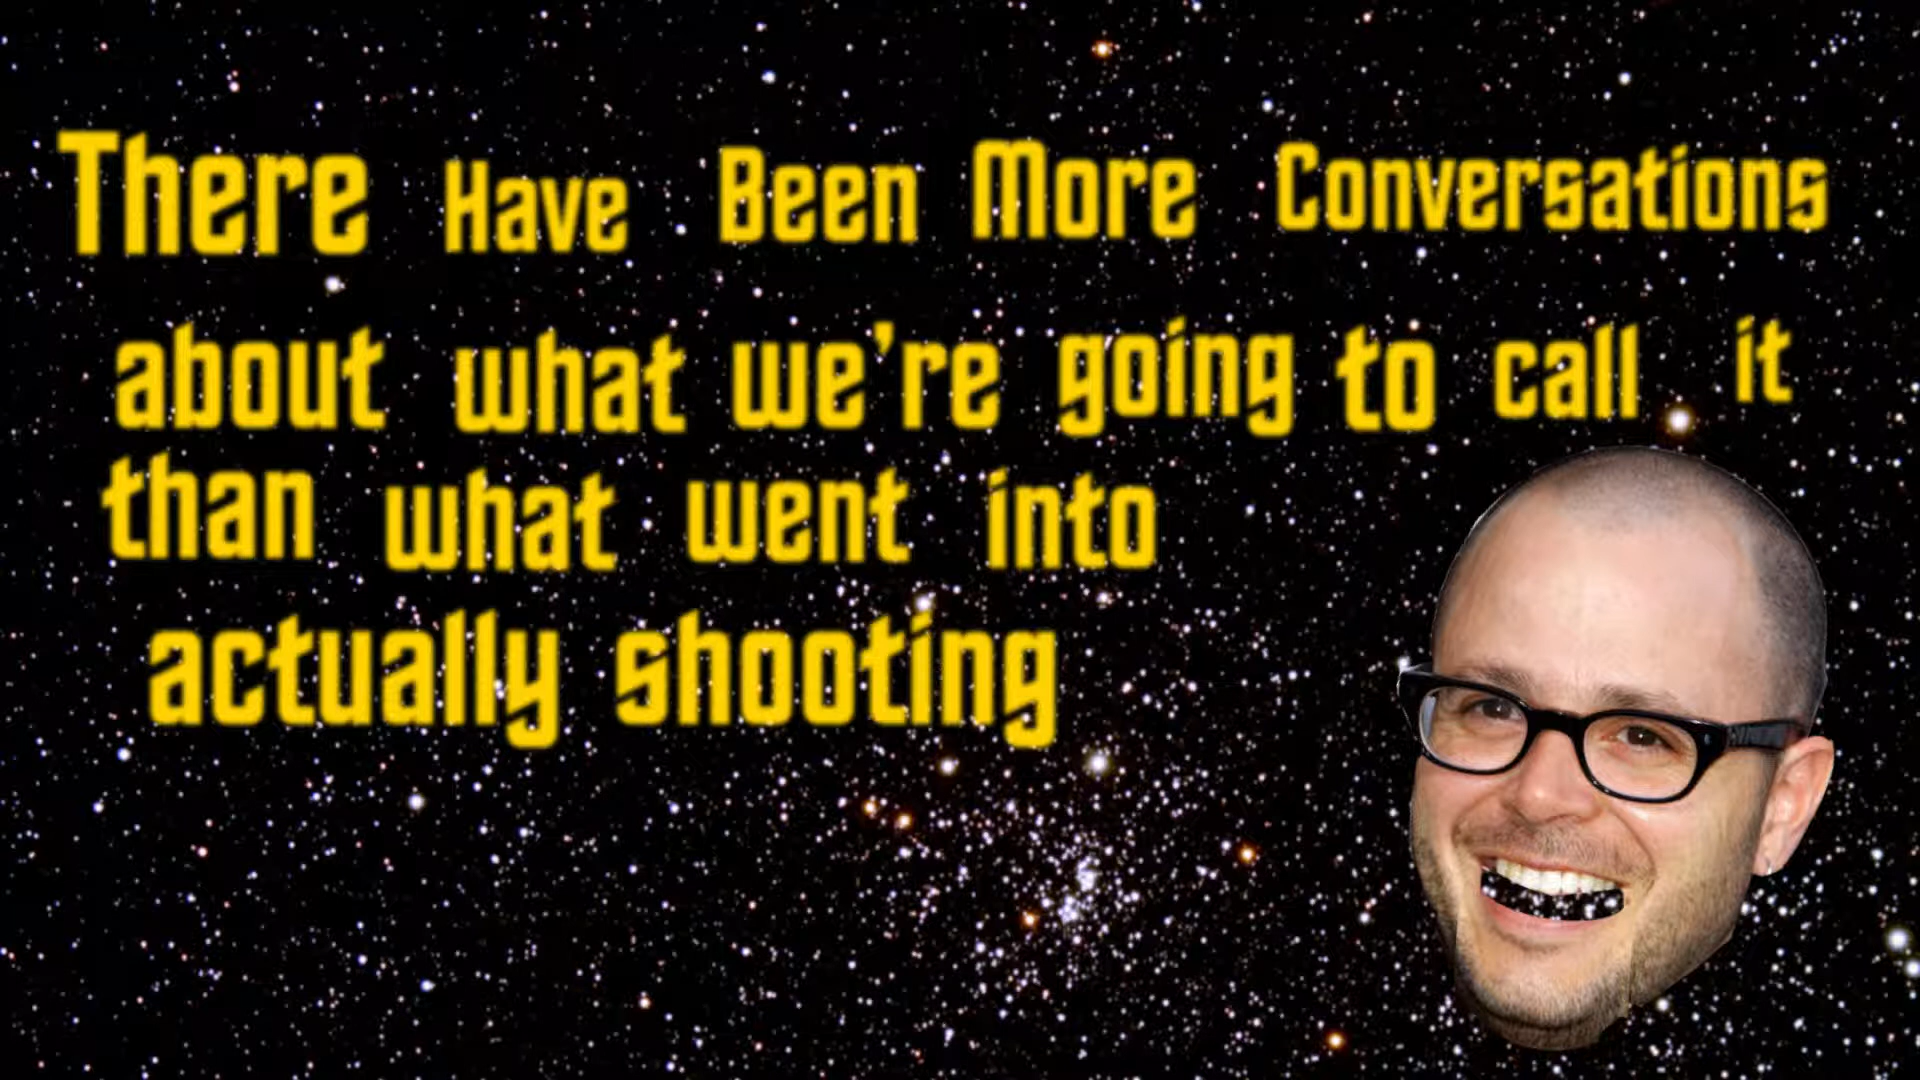 There Have Been More Conversations
about what we're going to call it
than what went into
actually shooting